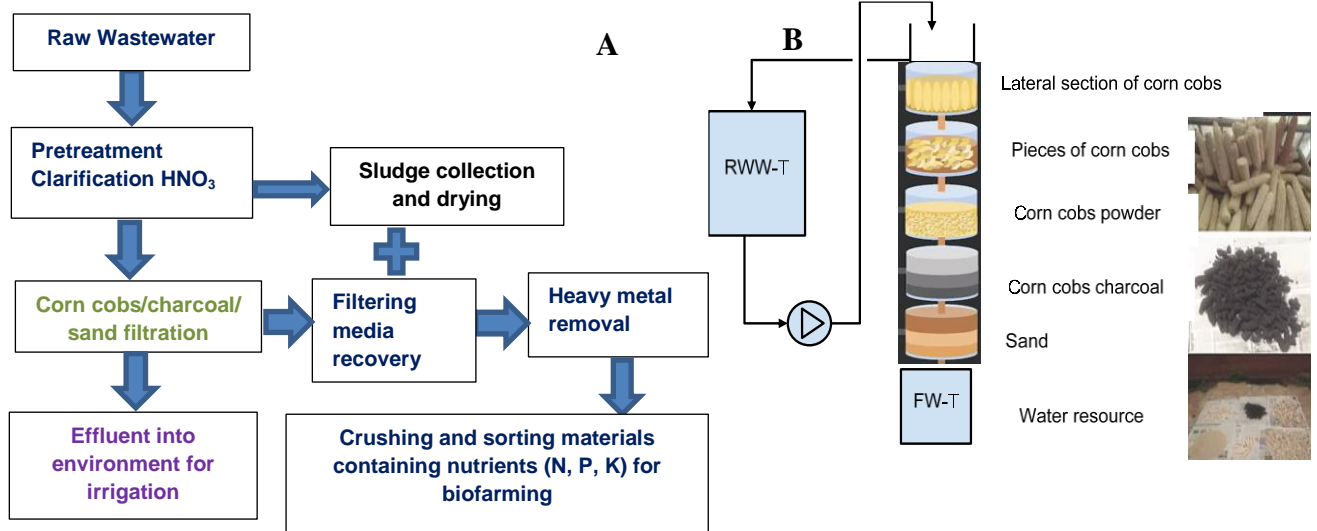 A
Raw Wastewater
Pretreatment
Clarification HNO₃
Sludge collection
and drying
Corn cobs/charcoal/
sand filtration
Filtering
media
recovery
Heavy metal
removal
Effluent into
environment for
irrigation
Crushing and sorting materials
containing nutrients (N, P, K) for
biofarming
B
RWW-T
Lateral section of corn cobs
Pieces of corn cobs
Corn cobs powder
Corn cobs charcoal
Sand
FW-T
Water resource